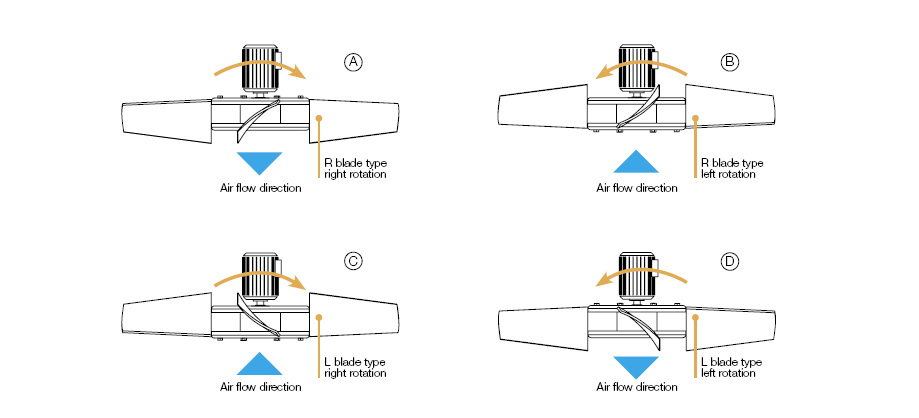 A
R blade type
right rotation
Air flow direction
B
R blade type
left rotation
Air flow direction
C
L blade type
right rotation
Air flow direction
D
L blade type
left rotation
Air flow direction